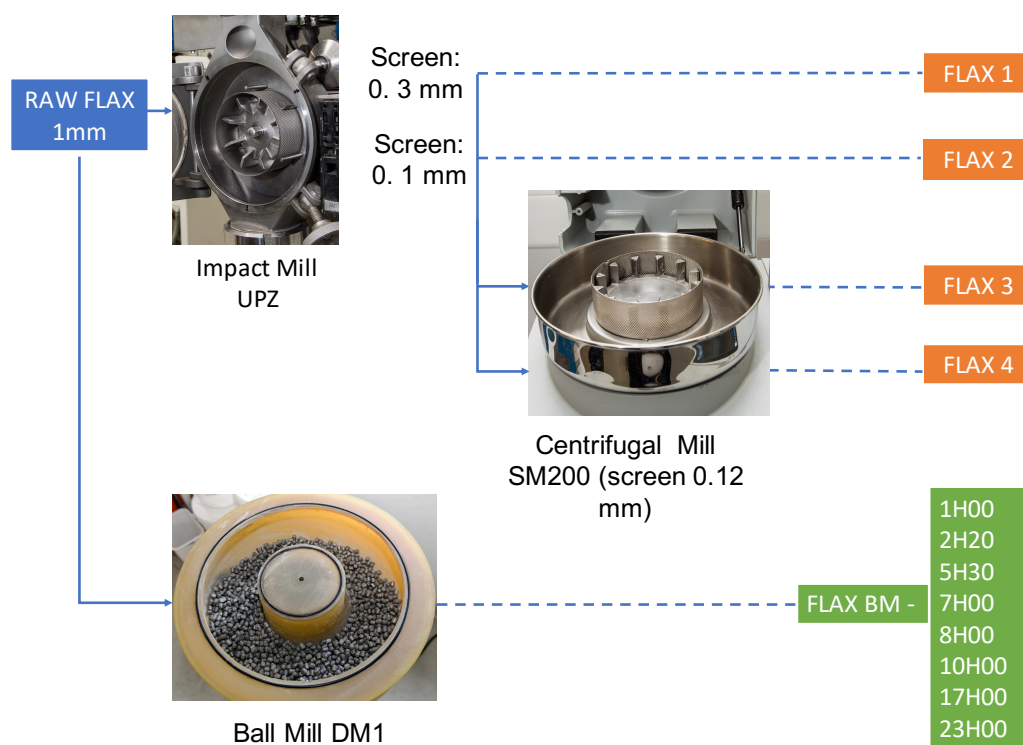 RAW FLAX
1mm
Impact Mill
UPZ
Screen:
0. 3 mm
Screen:
0. 1 mm
FLAX 1
FLAX 2
FLAX 3
FLAX 4
Centrifugal Mill
SM200 (screen 0.12
mm)
Ball Mill DM1
FLAX BM -
1H00
2H20
5H30
7H00
8H00
10H00
17H00
23H00